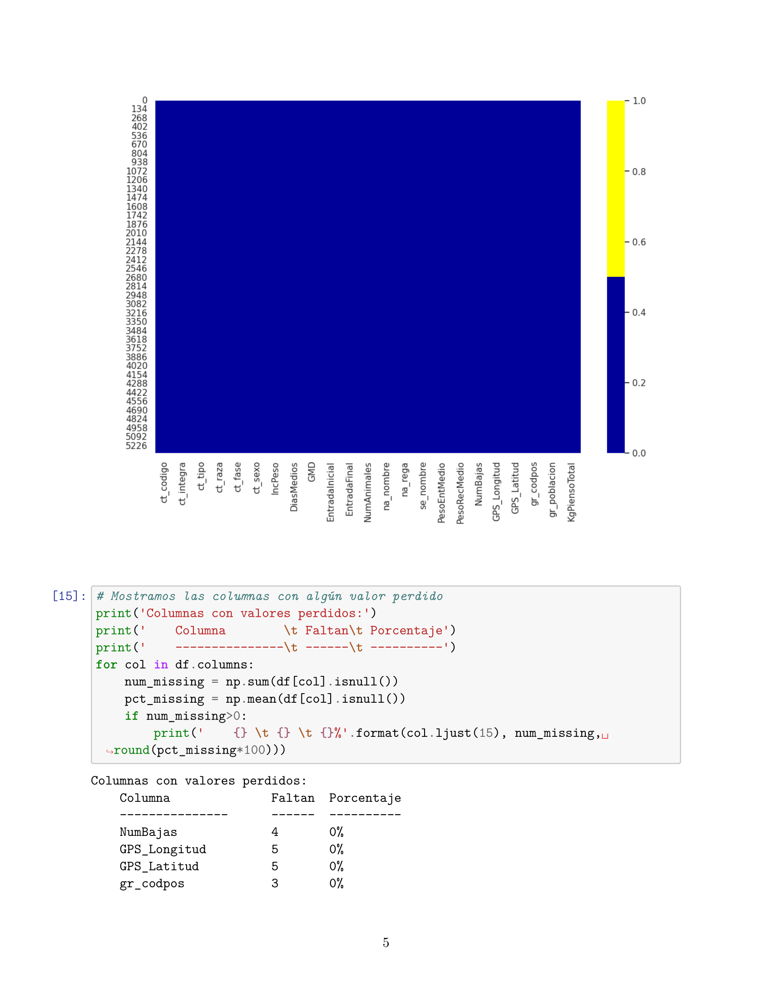 0
134
268
402
536
670
804
938
1072
1206
1340
1474
1608
1742
1876
2010
2144
2278
2412
2546
2680
2814
2948
3082
3216
3350
3484
3618
3752
3886
4020
4154
4288
4422
4556
4690
4824
4958
5092
5226
1.0
0.8
0.6
0.4
0.2
0.0
ct_codigo
ct_integra
ct_tipo
ct_raza
ct_fase
ct_sexo
IncPeso
DiasMedios
GMD
EntradaInicial
EntradaFinal
NumAnimales
na_nombre
na_rega
se_nombre
PesoEntMedio
PesoRecMedio
NumBajas
GPS_Longitud
GPS_Latitud
gr_codpos
gr_poblacion
KgPiensoTotal
[15]: # Mostramos las columnas con algún valor perdido
print('Columnas con valores perdidos:')
print('    Columna        \t Faltan\t Porcentaje')
print('    ---------------\t ------\t ----------')
for col in df.columns:
    num_missing = np.sum(df[col].isnull())
    pct_missing = np.mean(df[col].isnull())
    if num_missing>0:
        print('    {} \t {} \t {}%'.format(col.ljust(15), num_missing,␣
↪round(pct_missing*100)))
Columnas con valores perdidos:
    Columna              Faltan  Porcentaje
    ---------------      ------  ----------
    NumBajas             4       0%
    GPS_Longitud         5       0%
    GPS_Latitud          5       0%
    gr_codpos            3       0%
5